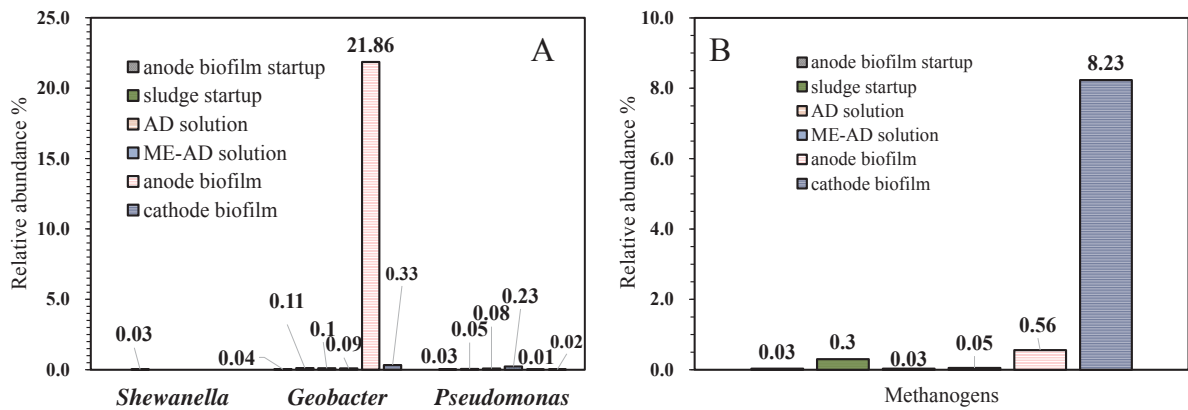 25.0
20.0
15.0
10.0
5.0
0.0
Relative abundance %
A
anode biofilm startup
sludge startup
AD solution
ME-AD solution
anode biofilm
cathode biofilm
0.03
0.04
0.11
0.1
0.09
21.86
0.33
0.03
0.05
0.08
0.23
0.01
0.02
Shewanella Geobacter Pseudomonas
10.0
8.0
6.0
4.0
2.0
0.0
Relative abundance %
B
anode biofilm startup
sludge startup
AD solution
ME-AD solution
anode biofilm
cathode biofilm
0.03
0.3
0.03
0.05
0.56
8.23
Methanogens